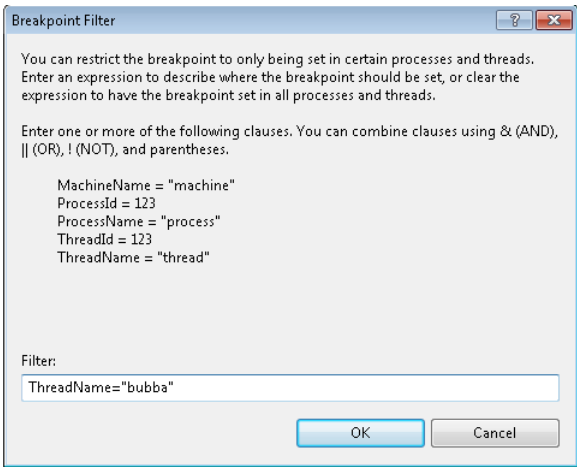 Breakpoint Filter
You can restrict the breakpoint to only being set in certain processes and threads.
Enter an expression to describe where the breakpoint should be set, or clear the
expression to have the breakpoint set in all processes and threads.
Enter one or more of the following clauses. You can combine clauses using & (AND),
|| (OR), ! (NOT), and parentheses.
MachineName = "machine"
ProcessId = 123
ProcessName = "process"
ThreadId = 123
ThreadName = "thread"
Filter:
ThreadName="bubba"
OK
Cancel